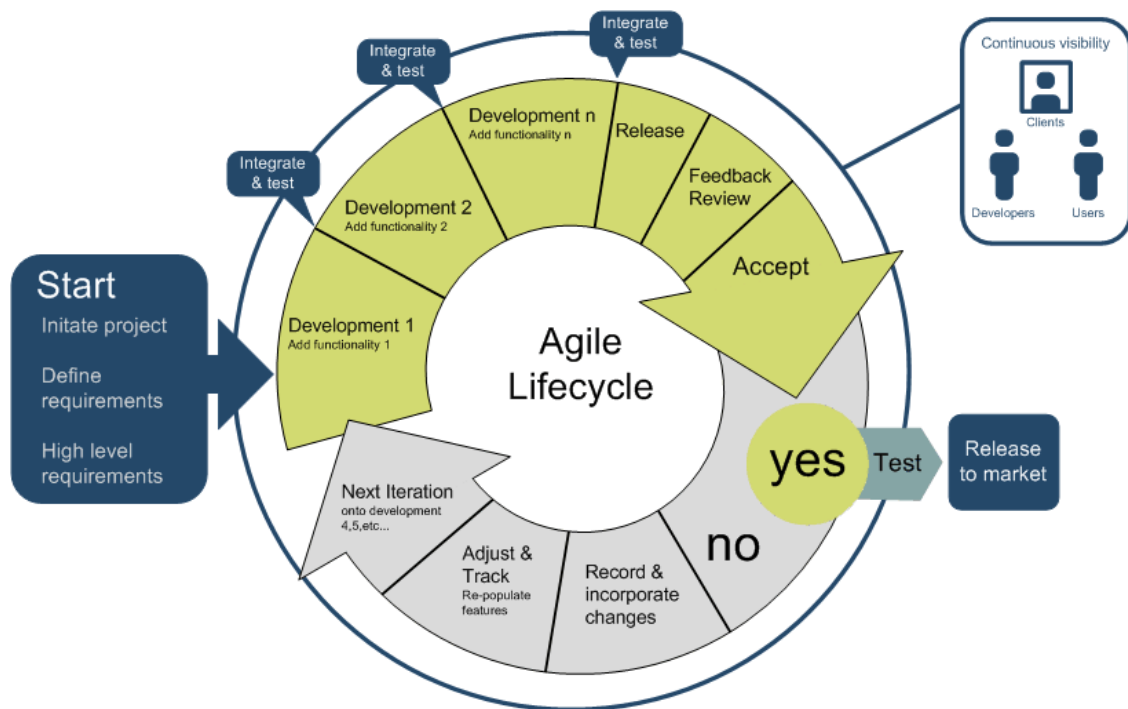 Start
Initate project
Define
requirements
High level
requirements
Development 1
Add functionality 1
Integrate
& test
Development 2
Add functionality 2
Integrate
& test
Development n
Add functionality n
Integrate
& test
Release
Feedback
Review
Accept
Agile
Lifecycle
yes
Test
Release
to market
no
Record &
incorporate
changes
Adjust &
Track
Re-populate
features
Next Iteration
onto development
4,5,etc...
Continuous visibility
Clients
Developers
Users